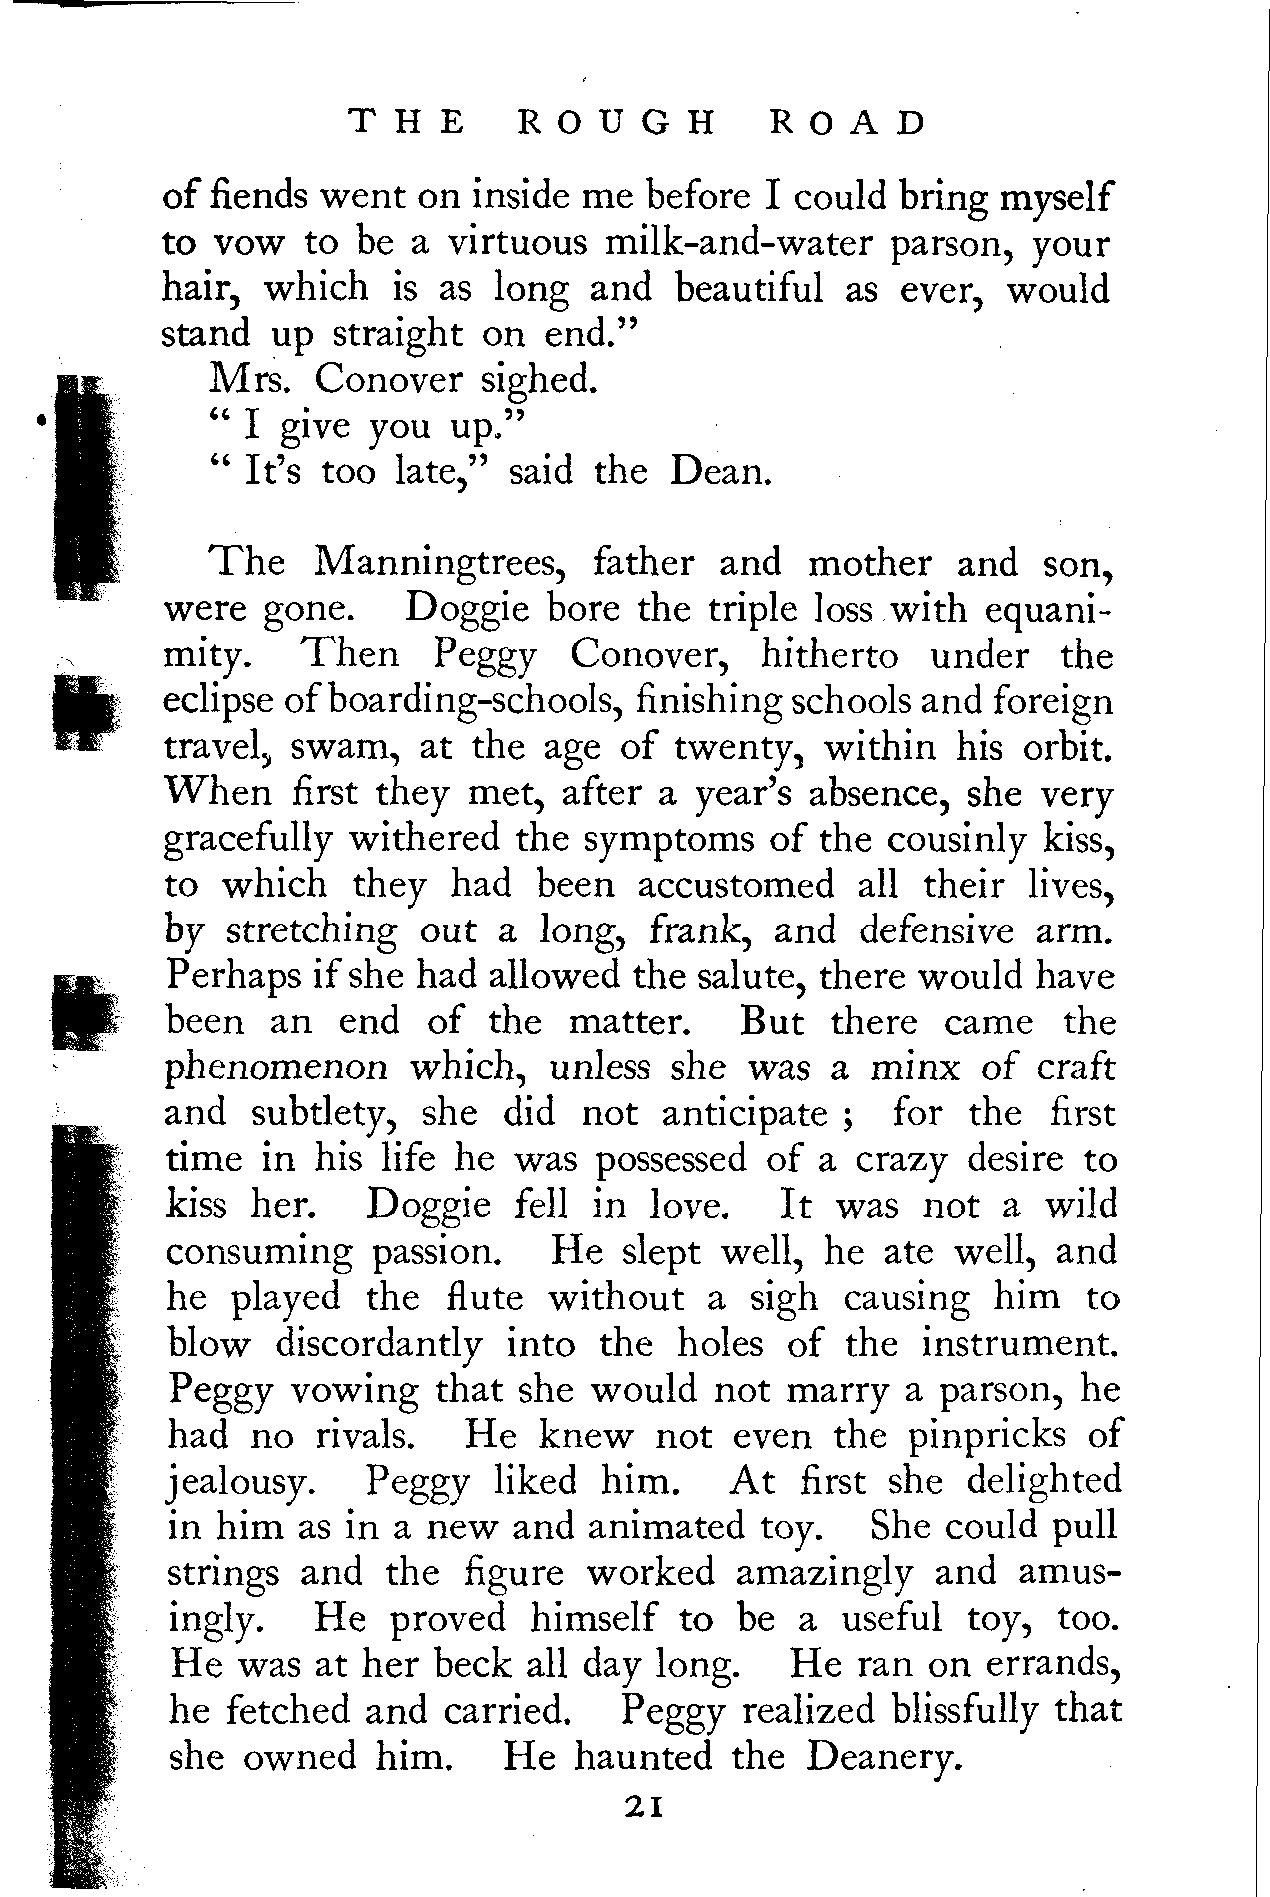 THE ROUGH ROAD
of fiends went on inside me before I could bring myself
to vow to be a virtuous milk-and-water parson, your
hair, which is as long and beautiful as ever, would
stand up straight on end."
Mrs. Conover sighed.
" I give you up."
" It's too late," said the Dean.
The Manningtrees, father and mother and son,
were gone. Doggie bore the triple loss with equani-
mity. Then Peggy Conover, hitherto under the
eclipse of boarding-schools, finishing schools and foreign
travel, swam, at the age of twenty, within his orbit.
When first they met, after a year's absence, she very
gracefully withered the symptoms of the cousinly kiss,
to which they had been accustomed all their lives,
by stretching out a long, frank, and defensive arm.
Perhaps if she had allowed the salute, there would have
been an end of the matter. But there came the
phenomenon which, unless she was a minx of craft
and subtlety, she did not anticipate ; for the first
time in his life he was possessed of a crazy desire to
kiss her. Doggie fell in love. It was not a wild
consuming passion. He slept well, he ate well, and
he played the flute without a sigh causing him to
blow discordantly into the holes of the instrument.
Peggy vowing that she would not marry a parson, he
had no rivals. He knew not even the pinpricks of
jealousy. Peggy liked him. At first she delighted
in him as in a new and animated toy. She could pull
strings and the figure worked amazingly and amus-
ingly. He proved himself to be a useful toy, too.
He was at her beck all day long. He ran on errands,
he fetched and carried. Peggy realized blissfully that
she owned him. He haunted the Deanery.
21